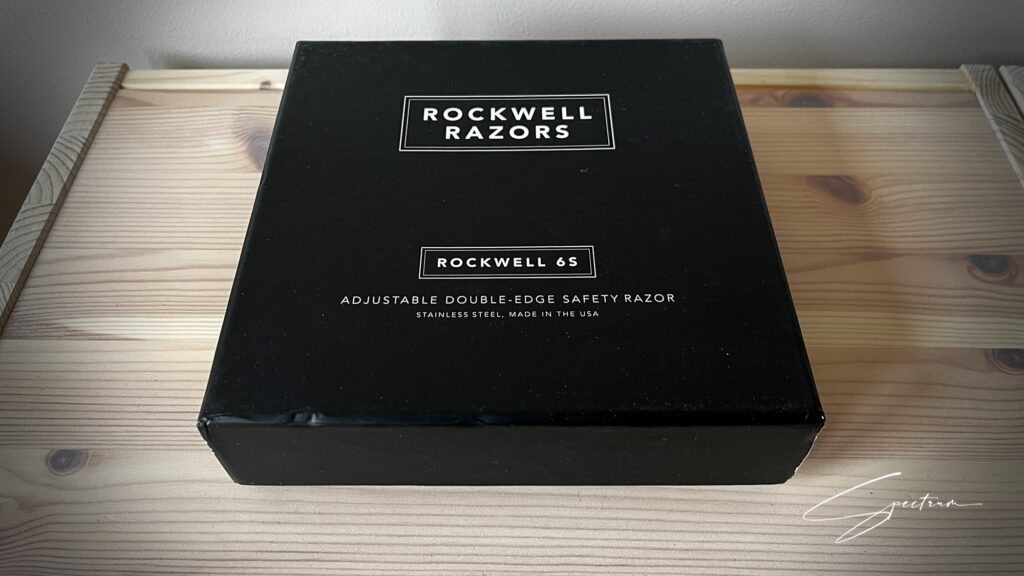 ROCKWELL
RAZORS
ROCKWELL 6S
ADJUSTABLE DOUBLE-EDGE SAFETY RAZOR
STAINLESS STEEL, MADE IN THE USA
Spectrum